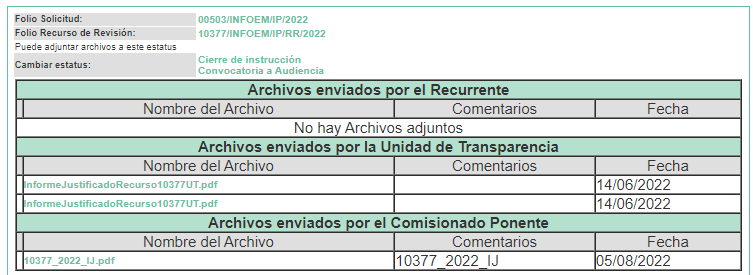 Folio Solicitud: 00503/INFOEM/IP/2022
Folio Recurso de Revisión: 10377/INFOEM/IP/RR/2022
Puede adjuntar archivos a este estatus
Cambiar estatus: Cierre de instrucción
Convocatoria a Audiencia
Archivos enviados por el Recurrente
Nombre del Archivo Comentarios Fecha
No hay Archivos adjuntos
Archivos enviados por la Unidad de Transparencia
Nombre del Archivo Comentarios Fecha
InformeJustificadoRecurso10377UT.pdf 14/06/2022
InformeJustificadoRecurso10377UT.pdf 14/06/2022
Archivos enviados por el Comisionado Ponente
Nombre del Archivo Comentarios Fecha
10377_2022_IJ.pdf 10377_2022_IJ 05/08/2022